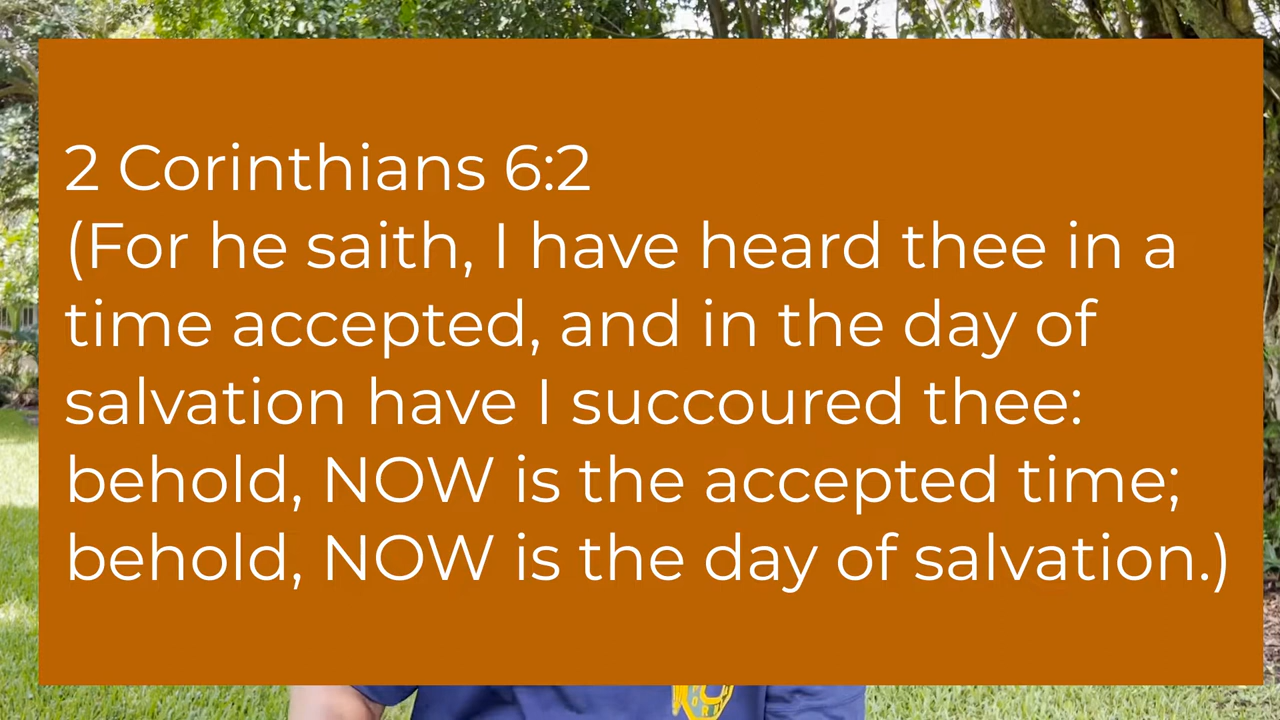 2 Corinthians 6:2
(For he saith, I have heard thee in a
time accepted, and in the day of
salvation have I succoured thee:
behold, NOW is the accepted time;
behold, NOW is the day of salvation.)